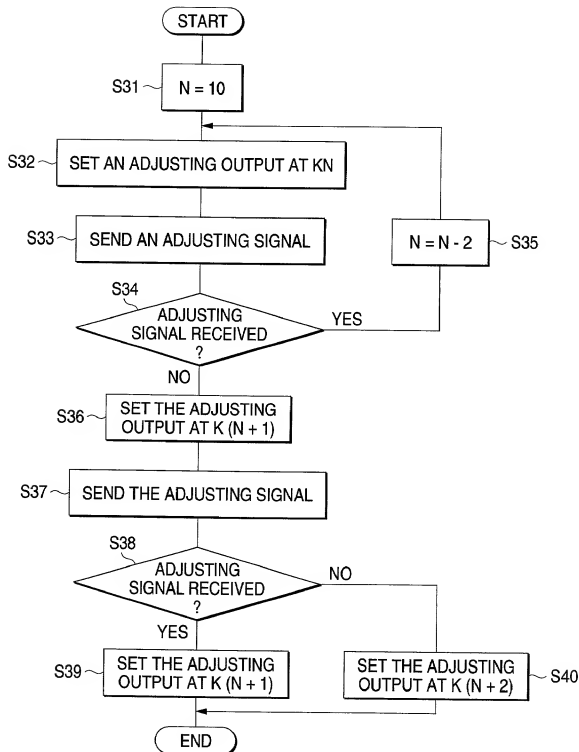 START
S31
N = 10
S32
SET AN ADJUSTING OUTPUT AT KN
S33
SEND AN ADJUSTING SIGNAL
N = N - 2
S35
S34
ADJUSTING
SIGNAL RECEIVED
?
YES
NO
S36
SET THE ADJUSTING
OUTPUT AT K (N + 1)
S37
SEND THE ADJUSTING SIGNAL
S38
ADJUSTING
SIGNAL RECEIVED
?
NO
YES
S39
SET THE ADJUSTING
OUTPUT AT K (N + 1)
SET THE ADJUSTING
OUTPUT AT K (N + 2)
S40
END